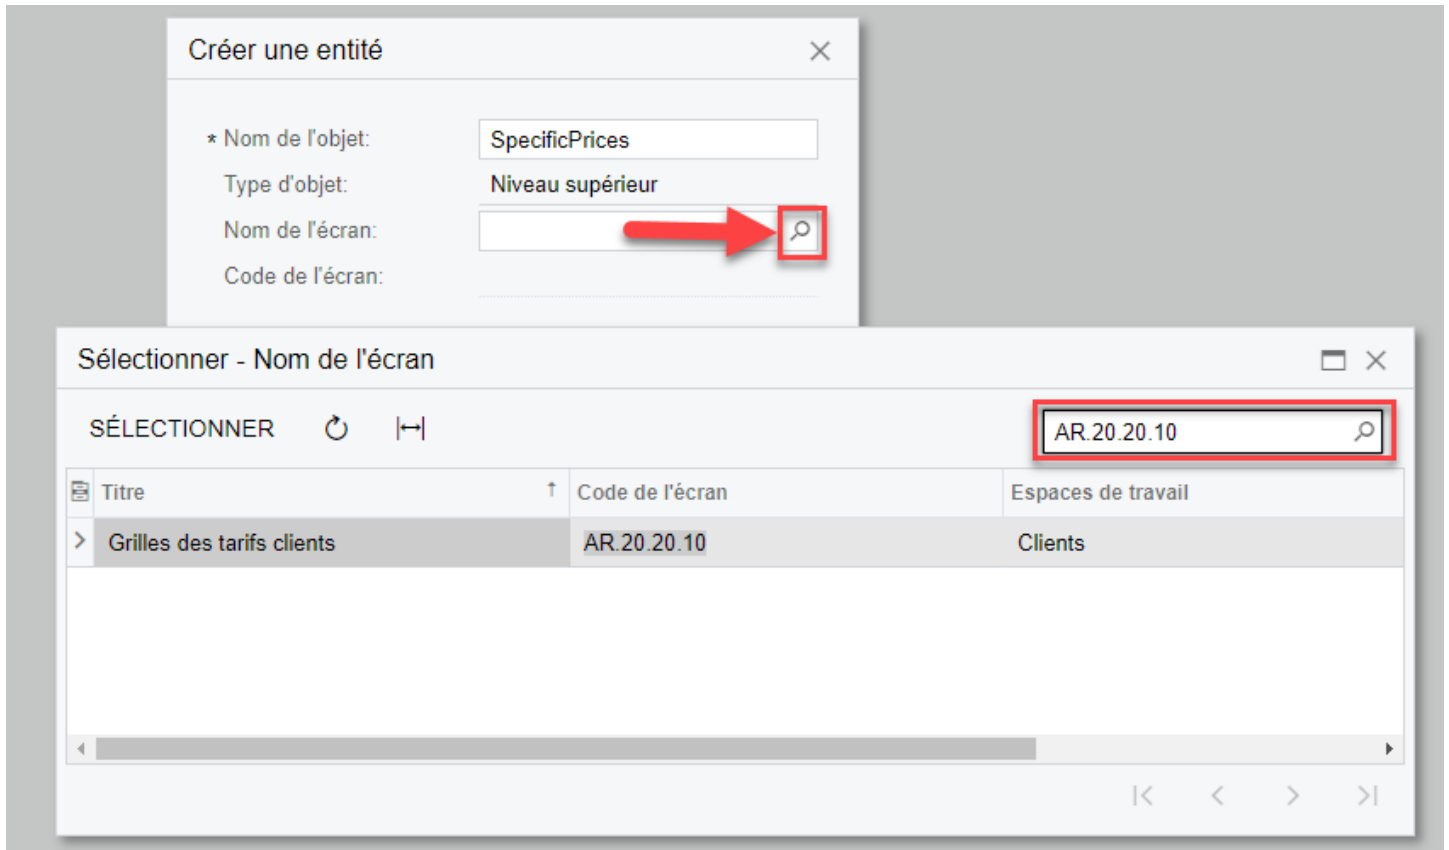 Créer une entité
* Nom de l'objet: SpecificPrices
Type d'objet: Niveau supérieur
Nom de l'écran:
Code de l'écran:
Sélectionner - Nom de l'écran
SÉLECTIONNER AR.20.20.10
Titre Code de l'écran Espaces de travail
Grilles des tarifs clients AR.20.20.10 Clients